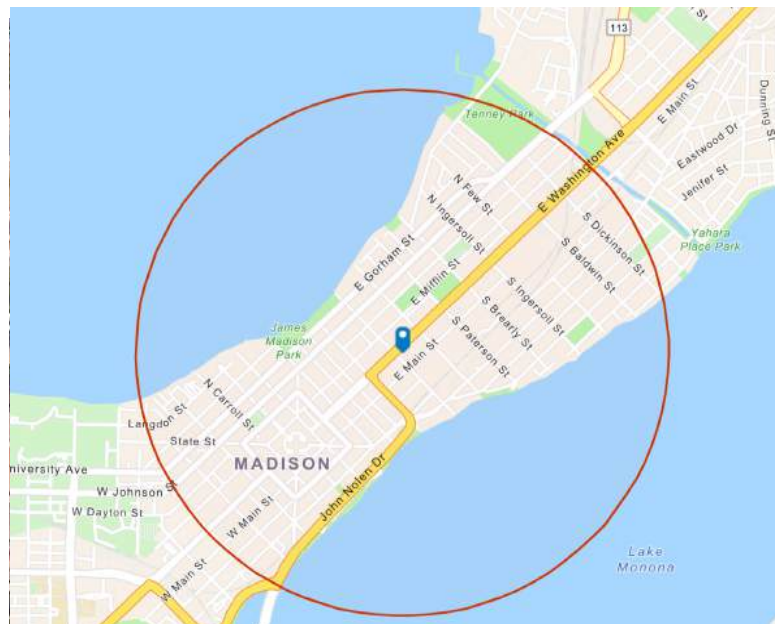 113
E Main St
Dunning St
Tenney Park
Eastwood Dr
E Washington Ave
Jenifer St
N Few St
N Ingersoll St
S Dickinson St
Yahara
Place Park
E Gorham St
S Baldwin St
E Mifflin St
S Ingersoll St
S Brearly St
James
Madison
Park
S Paterson St
E Main St
N Carroll St
Langdon St
State St
MADISON
niversity Ave
W Johnson St
John Nolen Dr
W Dayton St
W Main St
W Main St
Lake
Monona